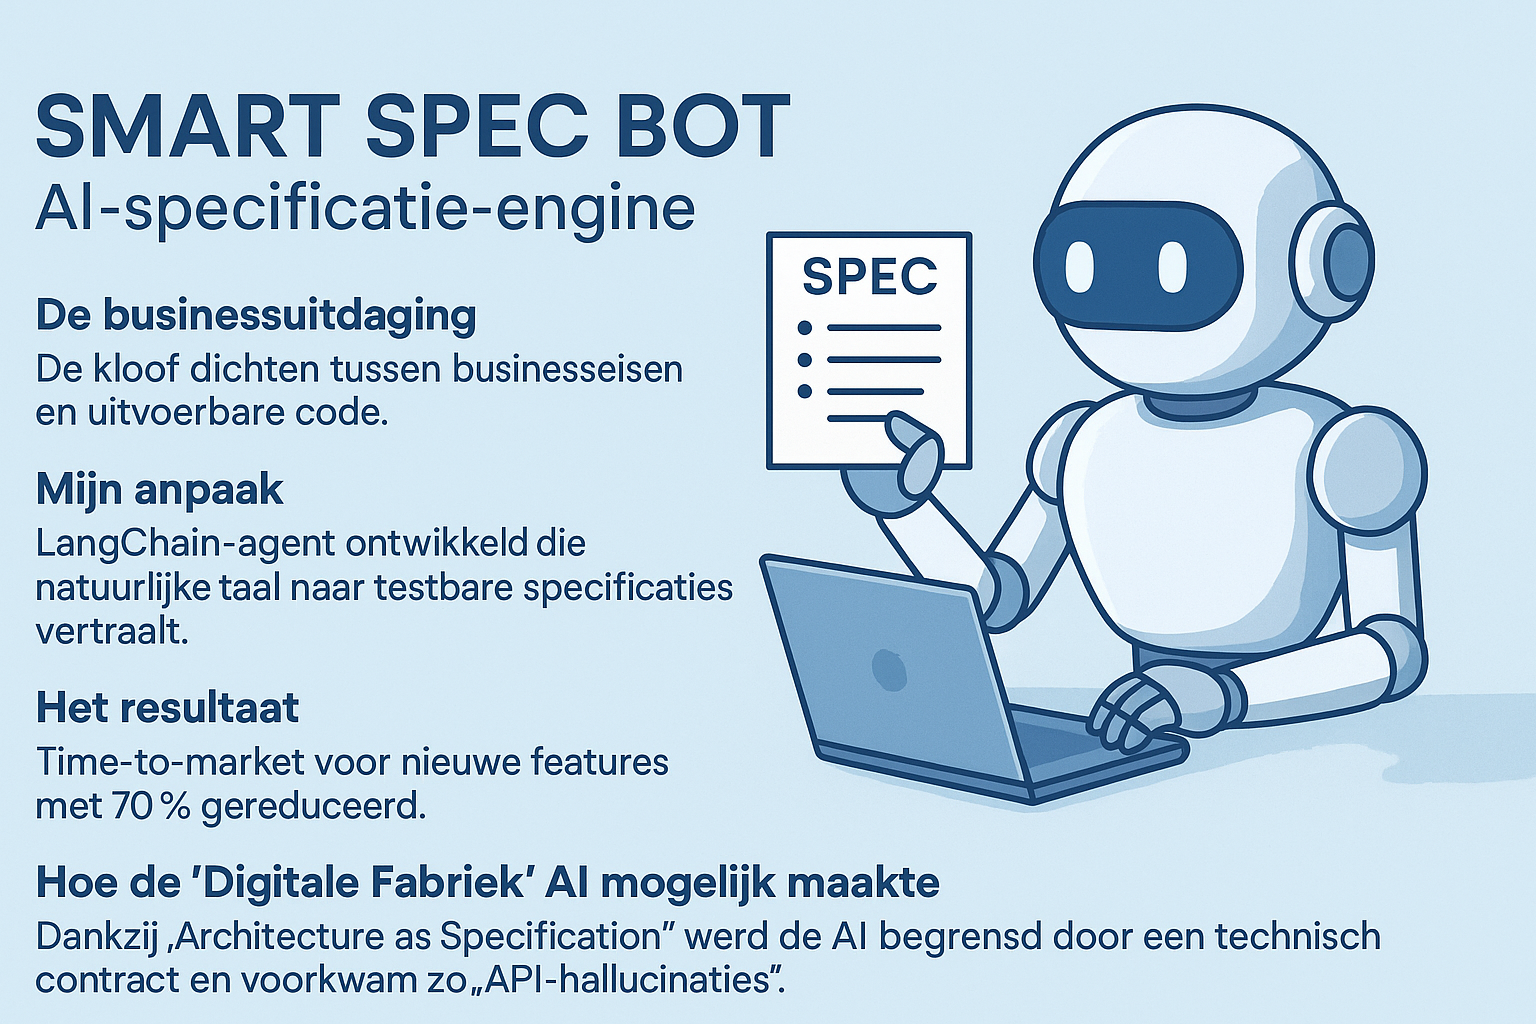 SMART SPEC BOT
AI-specificatie-engine
SPEC
De businessuitdaging
De kloof dichten tussen businesseisen
en uitvoerbare code.
Mijn anpaak
LangChain-agent ontwikkeld die
natuurlijke taal naar testbare specificaties
vertraalt.
Het resultaat
Time-to-market voor nieuwe features
met 70 % gereduceerd.
Hoe de ’Digitale Fabriek’ AI mogelijk maakte
Dankzij ‚Architecture as Specification” werd de AI begrensd door een technisch
contract en voorkwam zo „API-hallucinaties”.